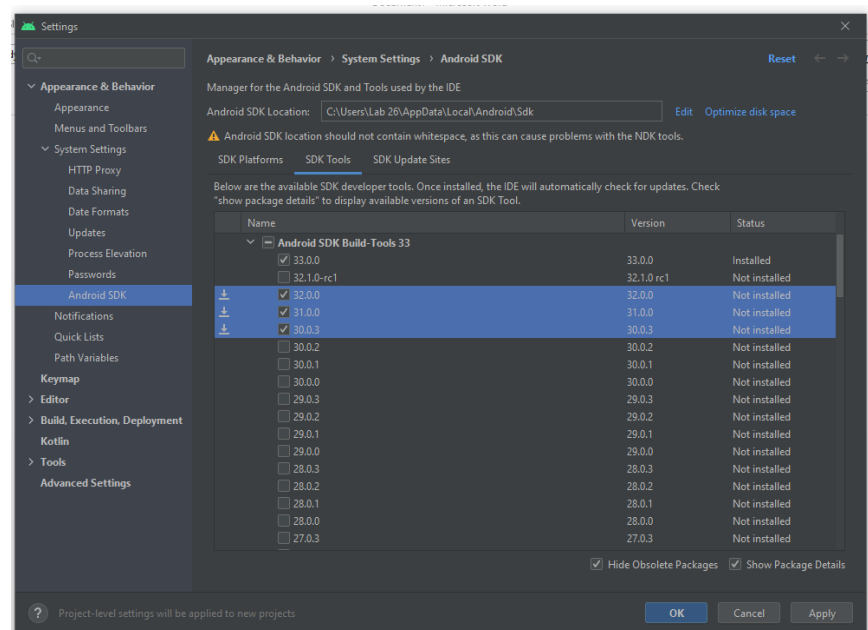 Settings
Appearance & Behavior › System Settings › Android SDK
Reset
Appearance & Behavior
Appearance
Menus and Toolbars
System Settings
HTTP Proxy
Data Sharing
Date Formats
Updates
Process Elevation
Passwords
Android SDK
Notifications
Quick Lists
Path Variables
Keymap
Editor
Build, Execution, Deployment
Kotlin
Tools
Advanced Settings
Manager for the Android SDK and Tools used by the IDE
Android SDK Location: C:\Users\Lab 26\AppData\Local\Android\Sdk Edit Optimize disk space
Android SDK location should not contain whitespace, as this can cause problems with the NDK tools.
SDK Platforms SDK Tools SDK Update Sites
Below are the available SDK developer tools. Once installed, the IDE will automatically check for updates. Check
"show package details" to display available versions of an SDK Tool.
Name Version Status
Android SDK Build-Tools 33
33.0.0 33.0.0 Installed
32.1.0-rc1 32.1.0 rc1 Not installed
32.0.0 32.0.0 Not installed
31.0.0 31.0.0 Not installed
30.0.3 30.0.3 Not installed
30.0.2 30.0.2 Not installed
30.0.1 30.0.1 Not installed
30.0.0 30.0.0 Not installed
29.0.3 29.0.3 Not installed
29.0.2 29.0.2 Not installed
29.0.1 29.0.1 Not installed
29.0.0 29.0.0 Not installed
28.0.3 28.0.3 Not installed
28.0.2 28.0.2 Not installed
28.0.1 28.0.1 Not installed
28.0.0 28.0.0 Not installed
27.0.3 27.0.3 Not installed
Hide Obsolete Packages Show Package Details
? Project-level settings will be applied to new projects
OK Cancel Apply